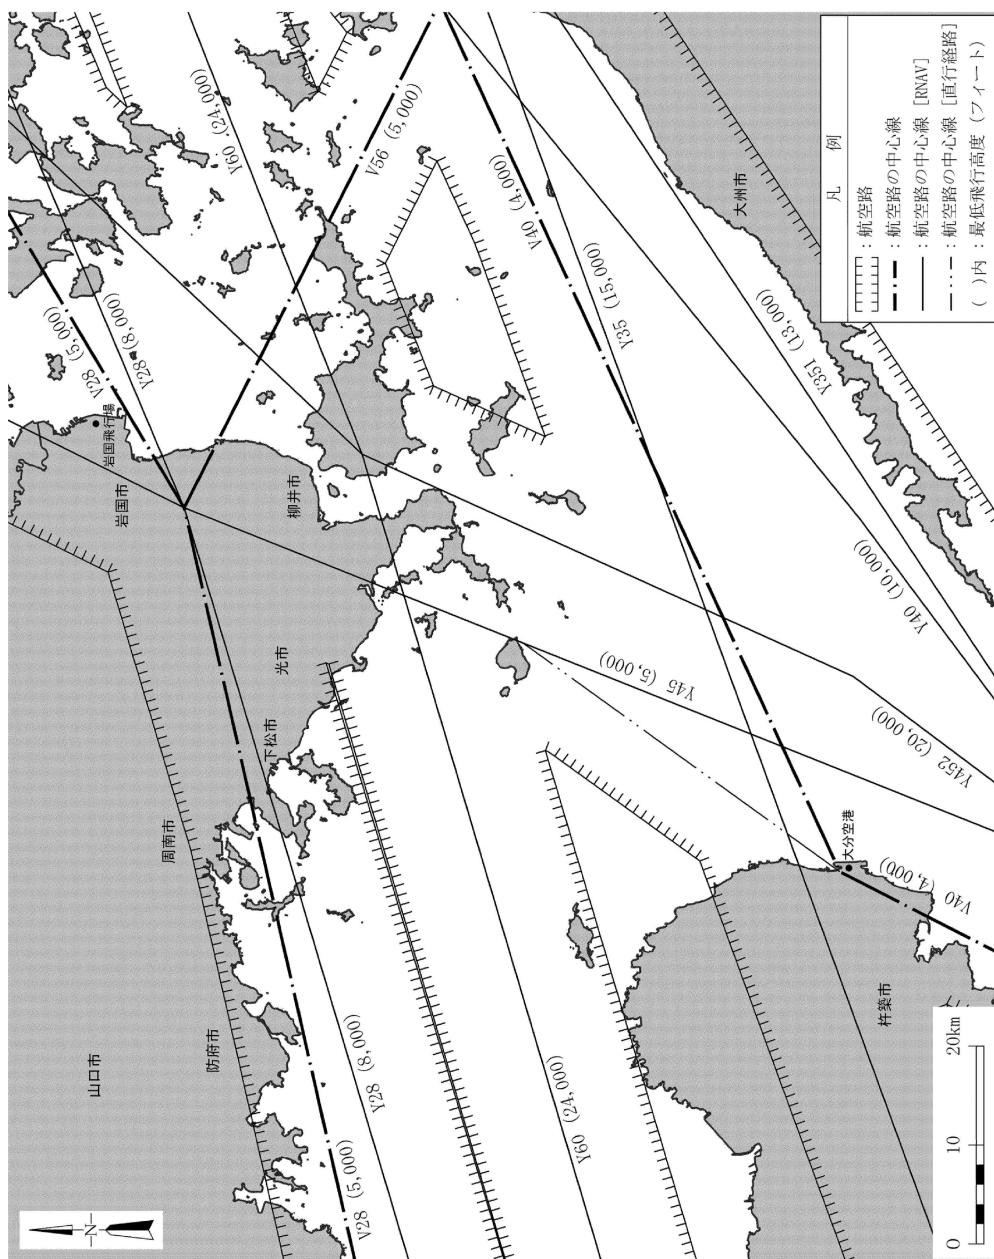 凡　例
：航空路
：航空路の中心線
：航空路の中心線 [RNAV]
：航空路の中心線 [直行経路]
( )内 ：最低飛行高度 (フィート)
Y60 (24,000)
V56 (5,000)
V28 (5,000)
Y28 (8,000)
岩国飛行場
岩国市
柳井市
V40 (4,000)
Y35 (15,000)
大州市
Y351 (13,000)
Y40 (10,000)
光市
下松市
周南市
Y45 (5,000)
Y452 (20,000)
大分空港
V40 (4,000)
杵築市
山口市
防府市
Y28 (8,000)
V28 (5,000)
Y60 (24,000)
N
0 10 20km